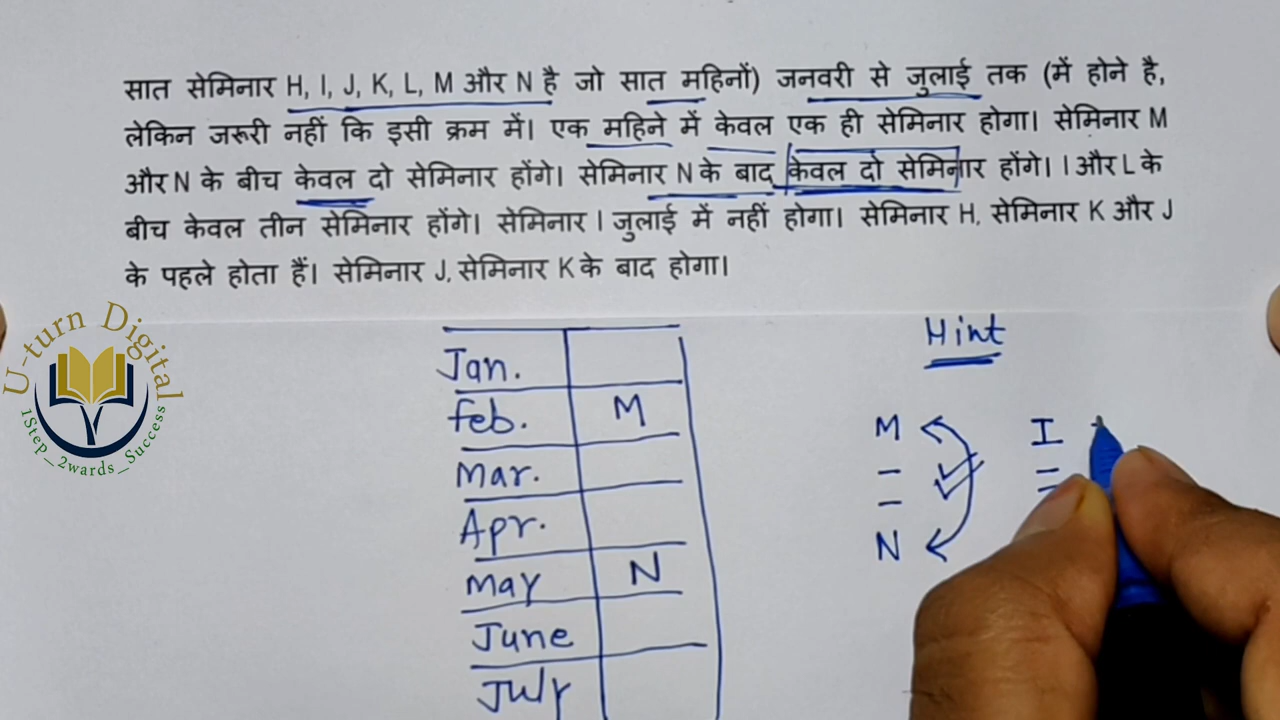 सात सेमिनार H, I, J, K, L, M और N है जो सात महिनों) जनवरी से जुलाई तक (में होने है,
लेकिन जरूरी नहीं कि इसी क्रम में। एक महिने में केवल एक ही सेमिनार होगा। सेमिनार M
और N के बीच केवल दो सेमिनार होंगे। सेमिनार N के बाद केवल दो सेमिनार होंगे। I और L के
बीच केवल तीन सेमिनार होंगे। सेमिनार I जुलाई में नहीं होगा। सेमिनार H, सेमिनार K और J
के पहले होता हैं। सेमिनार J, सेमिनार K के बाद होगा।
U-turn Digital
1Step_2wards_Success
Hint
Jan.
feb. M
Mar.
Apr.
may N
June
July
M I
–
–
N